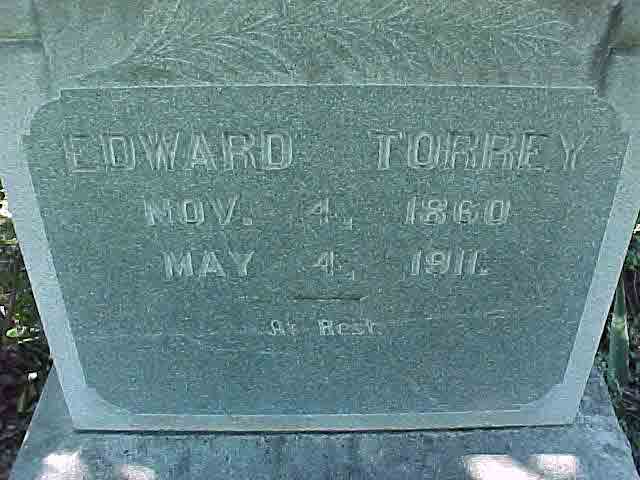 EDWARD TORREY
NOV. 4, 1860
MAY 4, 1911.
At Rest.